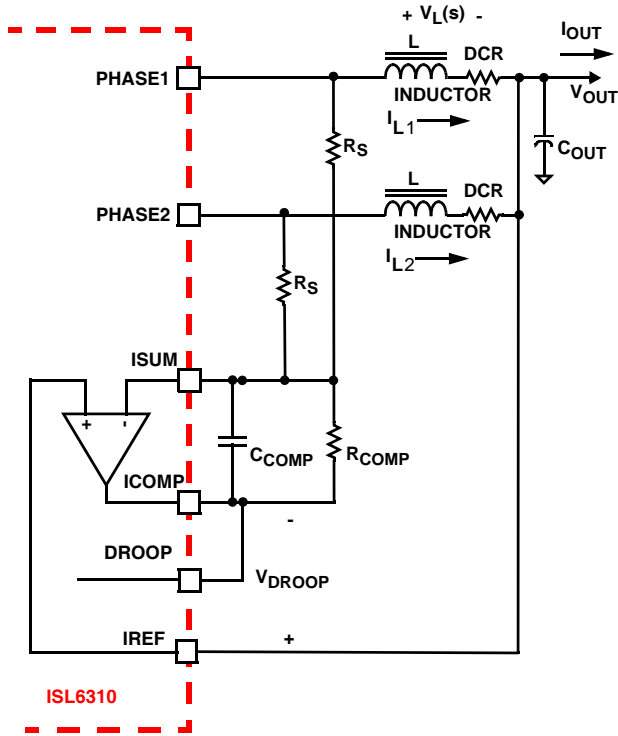 + VL(s) -
IOUT
L
DCR
PHASE1
INDUCTOR
VOUT
IL1
COUT
RS
L
DCR
PHASE2
INDUCTOR
IL2
RS
ISUM
+ -
CCOMP
RCOMP
ICOMP
-
DROOP
VDROOP
IREF
+
ISL6310